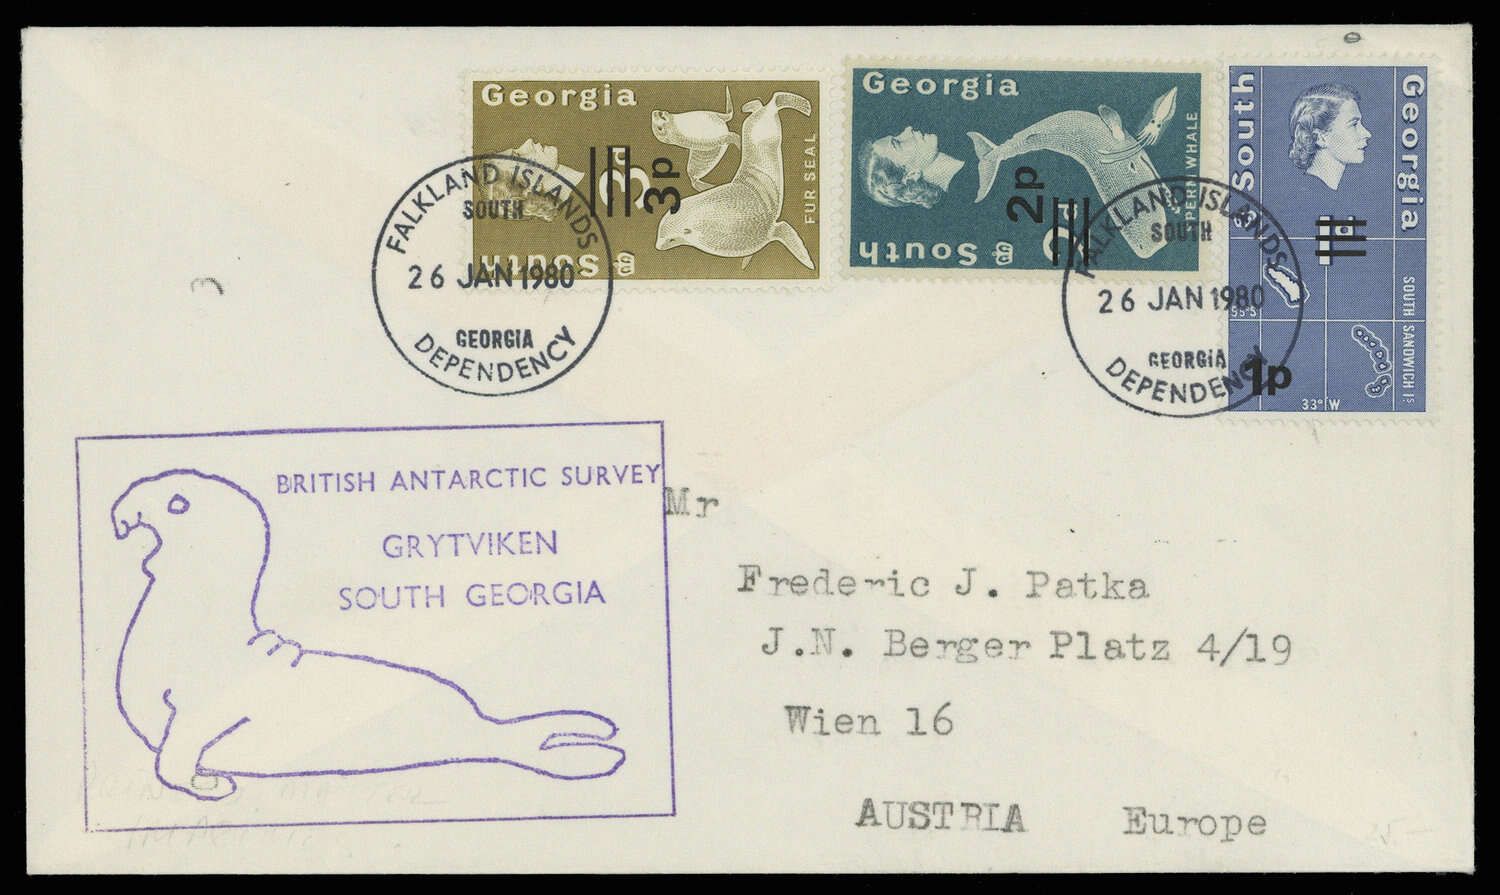 Georgia
South
FUR SEAL
3p
Georgia
South
SPERM WHALE
2p
South Georgia
SOUTH SANDWICH Is
55°S
33° W
1p
FALKLAND ISLANDS
SOUTH
26 JAN 1980
GEORGIA
DEPENDENCY
FALKLAND ISLANDS
SOUTH
26 JAN 1980
GEORGIA
DEPENDENCY
BRITISH ANTARCTIC SURVEY
GRYTVIKEN
SOUTH GEORGIA
Mr
Frederic J. Patka
J.N. Berger Platz 4/19
Wien 16
AUSTRIA Europe